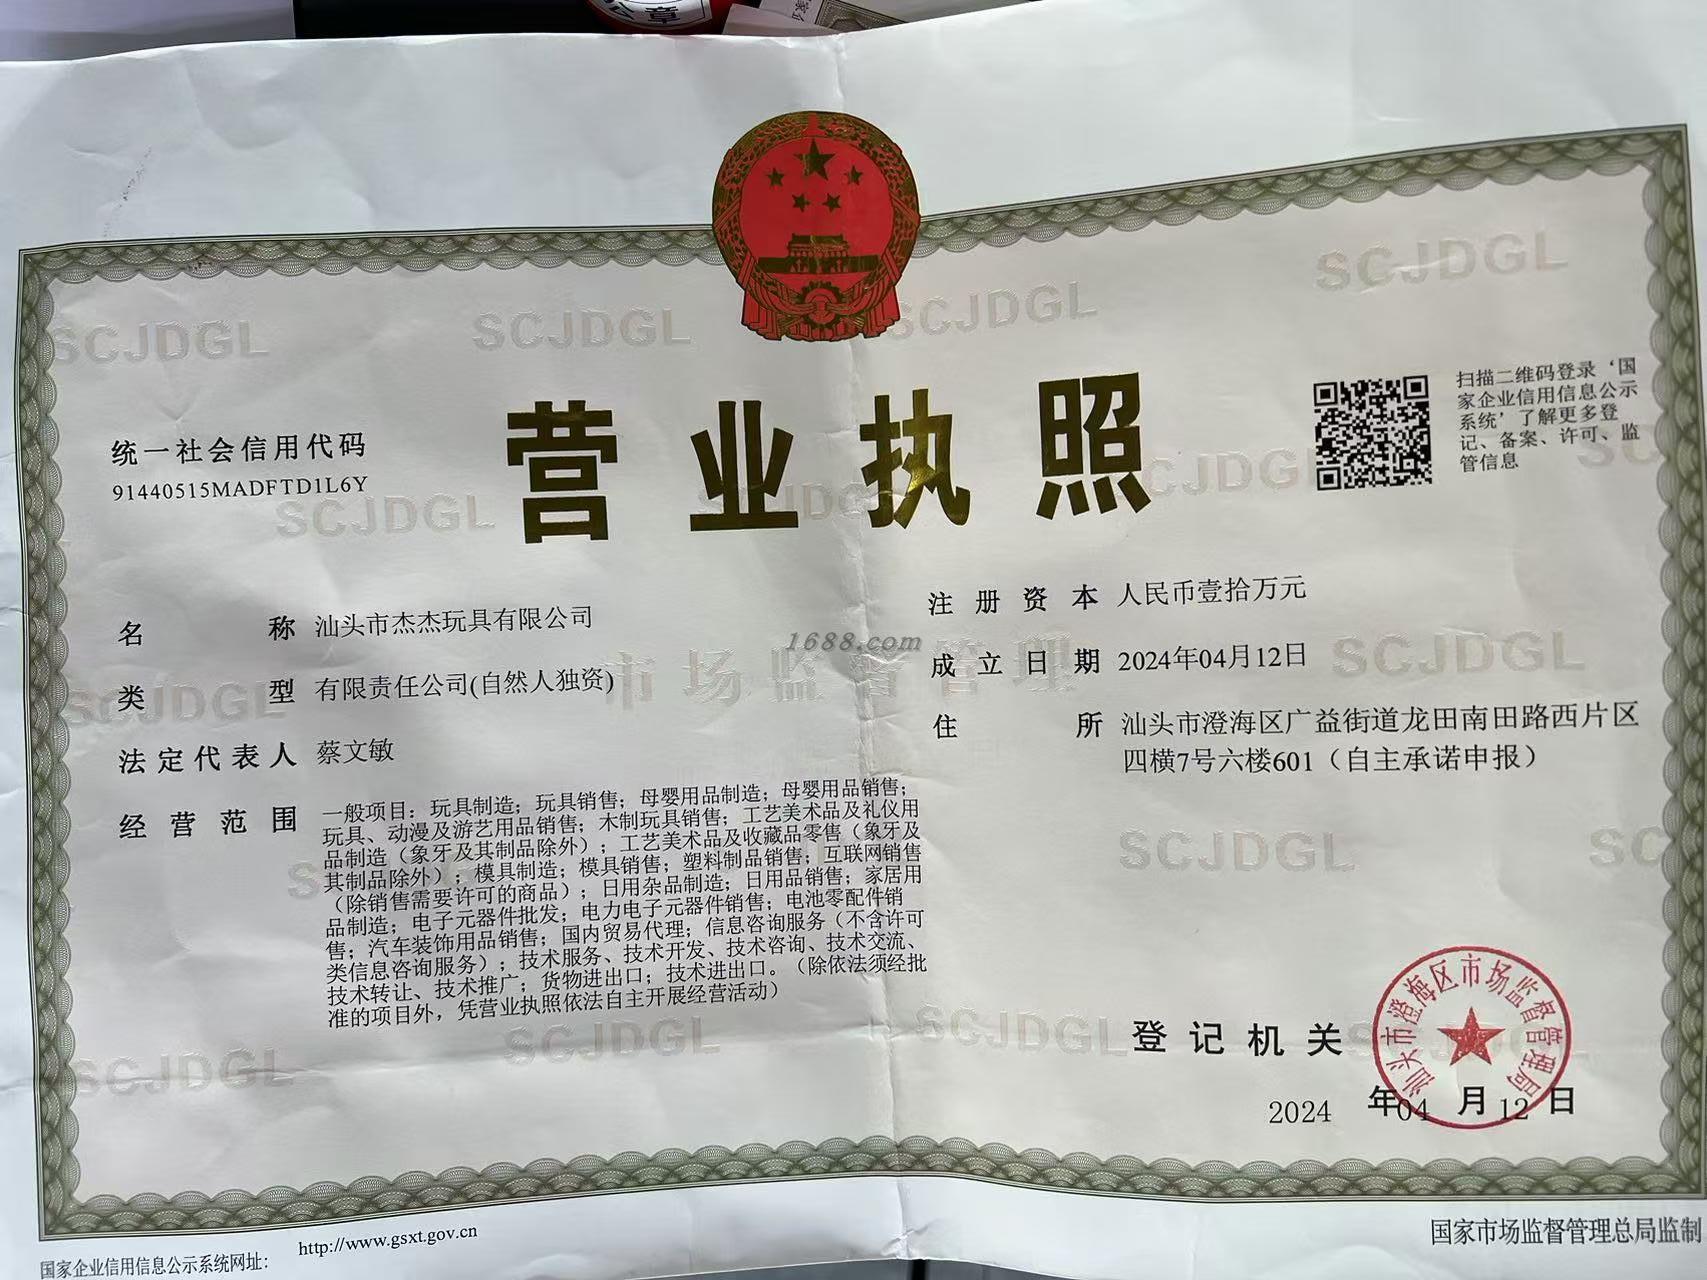 章
SCJDGL
SCJDGL
SCJDGL
SCJDGL
营业执照
统一社会信用代码
91440515MADFTD1L6Y
扫描二维码登录‘国
家企业信用信息公示
系统’了解更多登
记、备案、许可、监
管信息
SCJDGL
名称 汕头市杰杰玩具有限公司
类型 有限责任公司(自然人独资)
法定代表人 蔡文敏
经营范围 一般项目：玩具制造；玩具销售；母婴用品制造；母婴用品销售；
玩具、动漫及游艺用品销售；木制玩具销售；工艺美术品及礼仪用
品制造（象牙及其制品除外）；工艺美术品及收藏品零售（象牙及
其制品除外）；模具制造；模具销售；塑料制品销售；互联网销售
（除销售需要许可的商品）；日用杂品制造；日用品销售；家居用
品制造；电子元器件批发；电力电子元器件销售；电池零配件销
售；汽车装饰用品销售；国内贸易代理；信息咨询服务（不含许可
类信息咨询服务）；技术服务、技术开发、技术咨询、技术交流、
技术转让、技术推广；货物进出口；技术进出口。（除依法须经批
准的项目外，凭营业执照依法自主开展经营活动）
注册资本 人民币壹拾万元
成立日期 2024年04月12日
住所 汕头市澄海区广益街道龙田南田路西片区
四横7号六楼601（自主承诺申报）
1688.com
市场监督管理
SCJDGL
SCJDGL
SCJDGL
SCJDGL
SCJDGL
SCJDGL
登记机关
汕头市澄海区市场监督管理局
2024年04月12日
国家企业信用信息公示系统网址：
http://www.gsxt.gov.cn
国家市场监督管理总局监制